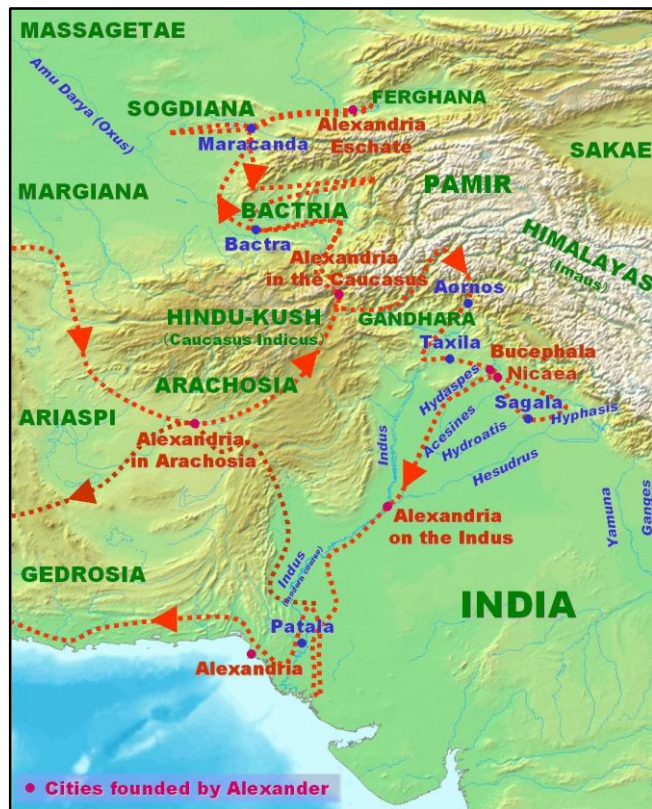 MASSAGETAE
Amu Darya (Oxus)
SOGDIANA
FERGHANA
Maracanda
Alexandria
Eschate
SAKAE
MARGIANA
PAMIR
BACTRIA
Bactra
Alexandria
in the Caucasus
HIMALAYAS
(Imaus)
Aornos
HINDU-KUSH
(Caucasus Indicus)
GANDHARA
Taxila
Bucephala
Nicaea
ARACHOSIA
Hydaspes
Sagala
ARIASPI
Acesines
Hyphasis
Alexandria
in Arachosia
Hydroatis
Indus
Hesudrus
Yamuna
Ganges
Alexandria
on the Indus
GEDROSIA
Indus
(modern course)
INDIA
Patala
Alexandria
Cities founded by Alexander